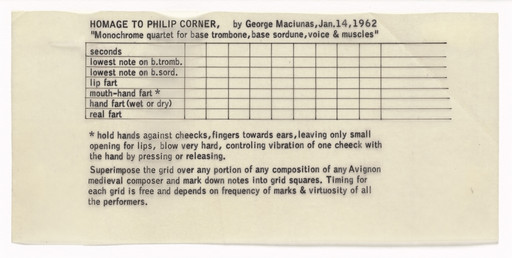 HOMAGE TO PHILIP CORNER, by George Maciunas, Jan. 14, 1962
"Monochrome quartet for base trombone, base sordune, voice & muscles"
seconds
lowest note on b.tromb.
lowest note on b.sord.
lip fart
mouth-hand fart *
hand fart (wet or dry)
real fart
* hold hands against cheecks, fingers towards ears, leaving only small
opening for lips, blow very hard, controling vibration of one cheeck with
the hand by pressing or releasing.
Superimpose the grid over any portion of any composition of any Avignon
medieval composer and mark down notes into grid squares. Timing for
each grid is free and depends on frequency of marks & virtuosity of all
the performers.